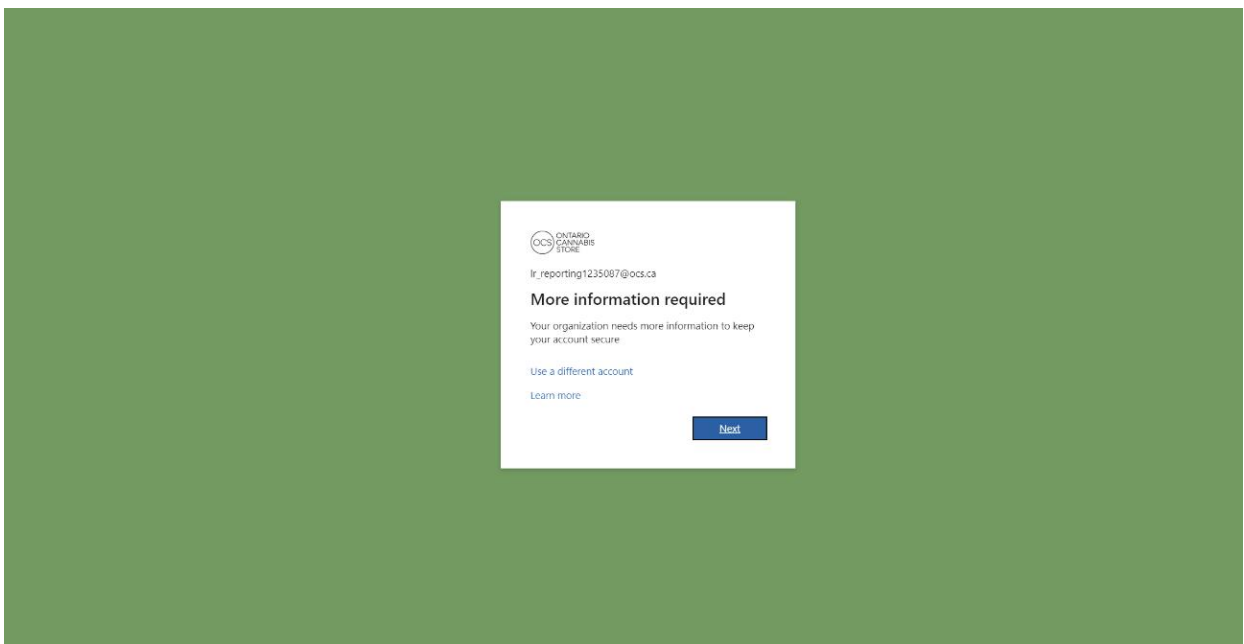 OCS ONTARIO
CANNABIS
STORE
lr_reporting1235087@ocs.ca
More information required
Your organization needs more information to keep
your account secure
Use a different account
Learn more
Next